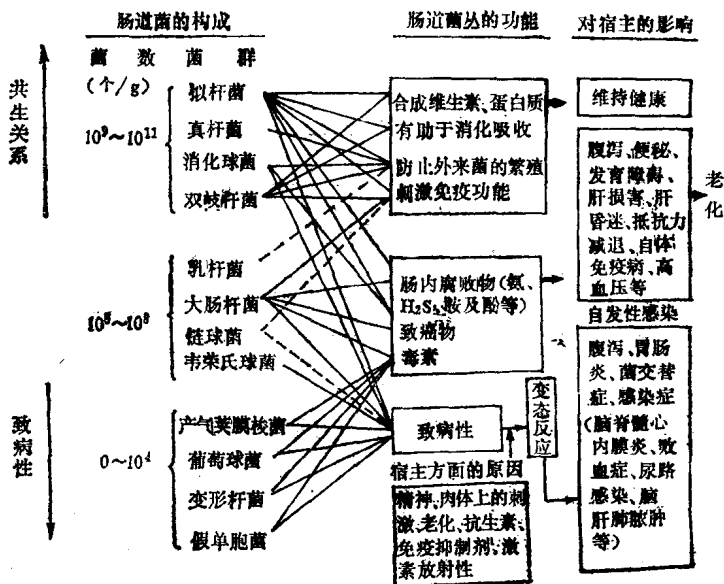 肠道菌的构成
肠道菌丛的功能
对宿主的影响
菌数 菌群
(个/g)
共生关系
致病性
10⁹~10¹¹
拟杆菌
真杆菌
消化球菌
双岐杆菌
10⁵~10⁸
乳杆菌
大肠杆菌
链球菌
韦荣氏球菌
0~10⁴
产气荚膜梭菌
葡萄球菌
变形杆菌
假单胞菌
合成维生素、蛋白质
有助于消化吸收
防止外来菌的繁殖
刺激免疫功能
肠内腐败物(氨、
H₂S、胺及酚等)
致癌物
毒素
致病性
变态反应
宿主方面的原因
精神、肉体上的刺
激、老化、抗生素、
免疫抑制剂、激
素放射性
维持健康
腹泻、便秘、
发育障碍、
肝损害、肝
昏迷、抵抗力
减退、自体
免疫病、高
血压等
老化
自发性感染
腹泻、胃肠
炎、菌交替
症、感染症
(脑脊髓心
内膜炎、败
血症、尿路
感染、脑
肝肺脓肿
等)